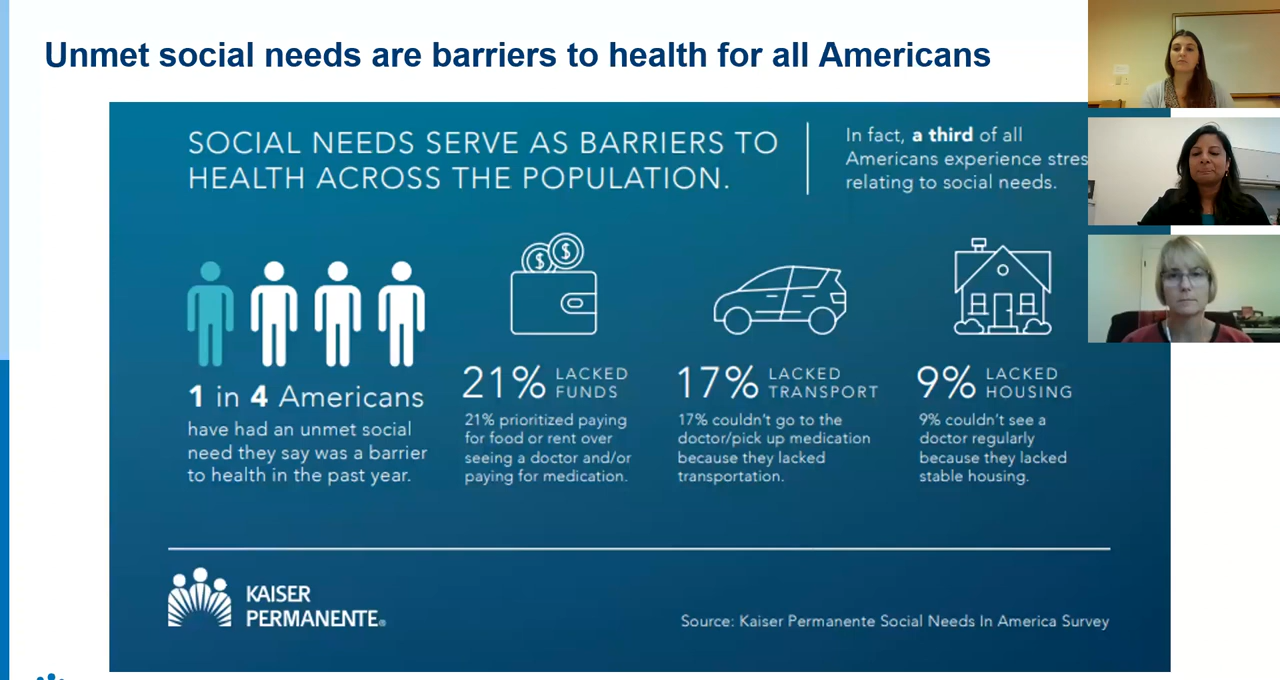 Unmet social needs are barriers to health for all Americans
SOCIAL NEEDS SERVE AS BARRIERS TO
HEALTH ACROSS THE POPULATION.
In fact, a third of all
Americans experience stres
relating to social needs.
1 in 4 Americans
have had an unmet social
need they say was a barrier
to health in the past year.
$ $
21% LACKED
FUNDS
21% prioritized paying
for food or rent over
seeing a doctor and/or
paying for medication.
17% LACKED
TRANSPORT
17% couldn't go to the
doctor/pick up medication
because they lacked
transportation.
9% LACKED
HOUSING
9% couldn't see a
doctor regularly
because they lacked
stable housing.
KAISER
PERMANENTE®
Source: Kaiser Permanente Social Needs In America Survey